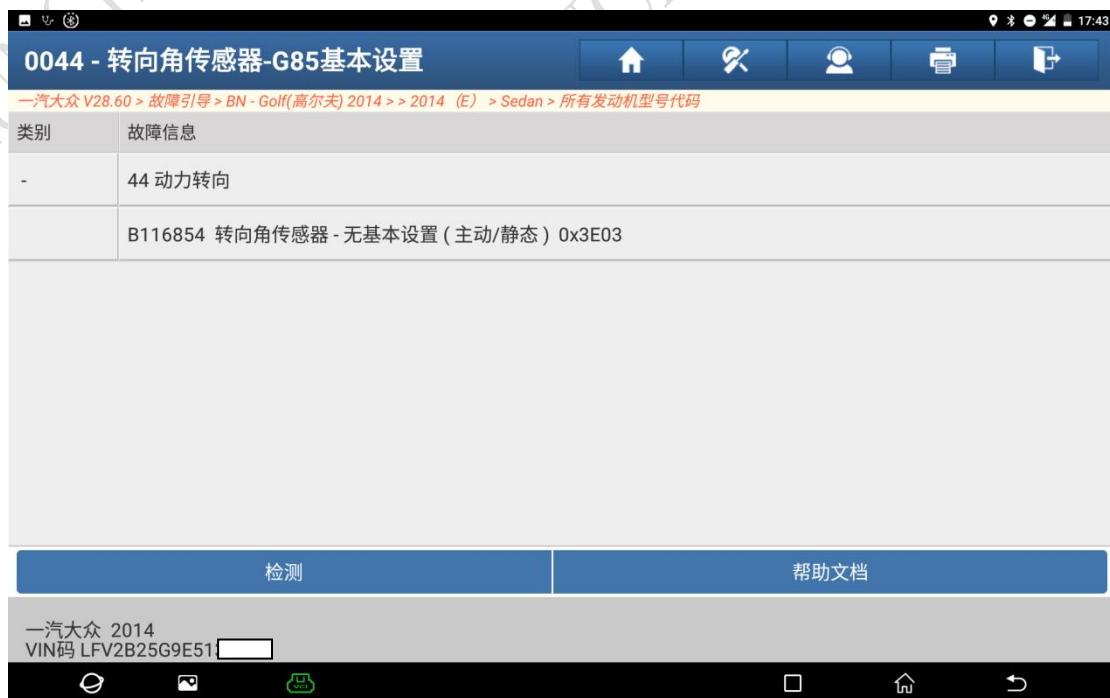 17:43
0044 - 转向角传感器-G85基本设置
一汽大众 V28.60 > 故障引导 > BN - Golf(高尔夫) 2014 > > 2014（E） > Sedan > 所有发动机型号代码
类别 故障信息
- 44 动力转向
B116854 转向角传感器 - 无基本设置 ( 主动/静态 ) 0x3E03
检测 帮助文档
一汽大众 2014
VIN码 LFV2B25G9E51
VCI